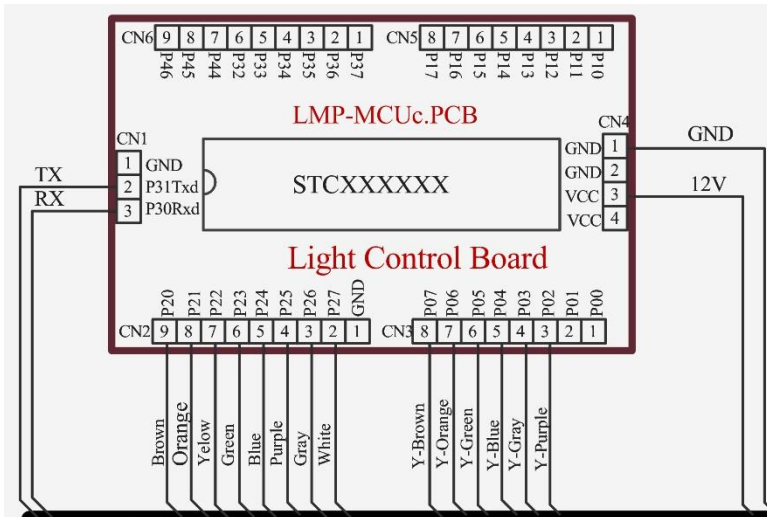 CN6 9 8 7 6 5 4 3 2 1
P46 P45 P44 P32 P33 P34 P35 P36 P37
CN5 8 7 6 5 4 3 2 1
P17 P16 P15 P14 P13 P12 P11 P10
LMP-MCUc.PCB
CN1
1 GND
2 P31Txd
3 P30Rxd
TX
RX
STCXXXXXX
CN4
GND 1
GND 2
VCC 3
VCC 4
GND
12V
Light Control Board
P20 P21 P22 P23 P24 P25 P26 P27 GND
CN2 9 8 7 6 5 4 3 2 1
P07 P06 P05 P04 P03 P02 P01 P00
CN3 8 7 6 5 4 3 2 1
Brown
Orange
Yelow
Green
Blue
Purple
Gray
White
Y-Brown
Y-Orange
Y-Green
Y-Blue
Y-Gray
Y-Purple